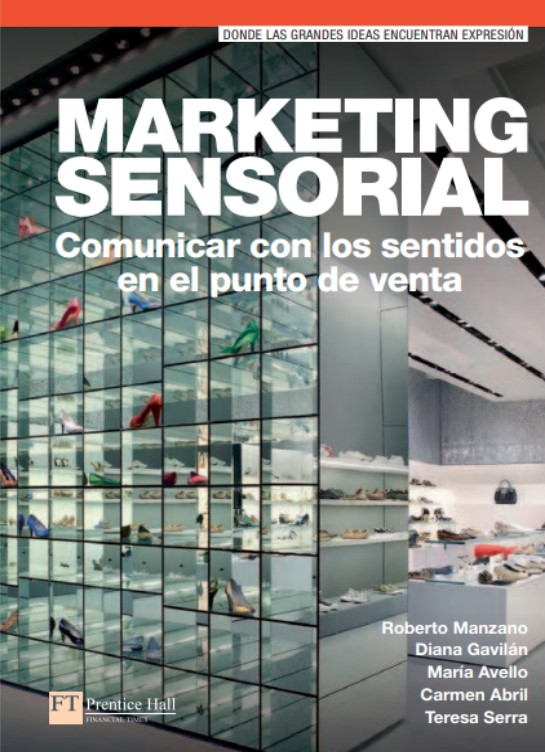 DONDE LAS GRANDES IDEAS ENCUENTRAN EXPRESIÓN
MARKETING
SENSORIAL
Comunicar con los sentidos
en el punto de venta
Roberto Manzano
Diana Gavilán
María Avello
Carmen Abril
Teresa Serra
FT Prentice Hall
FINANCIAL TIMES